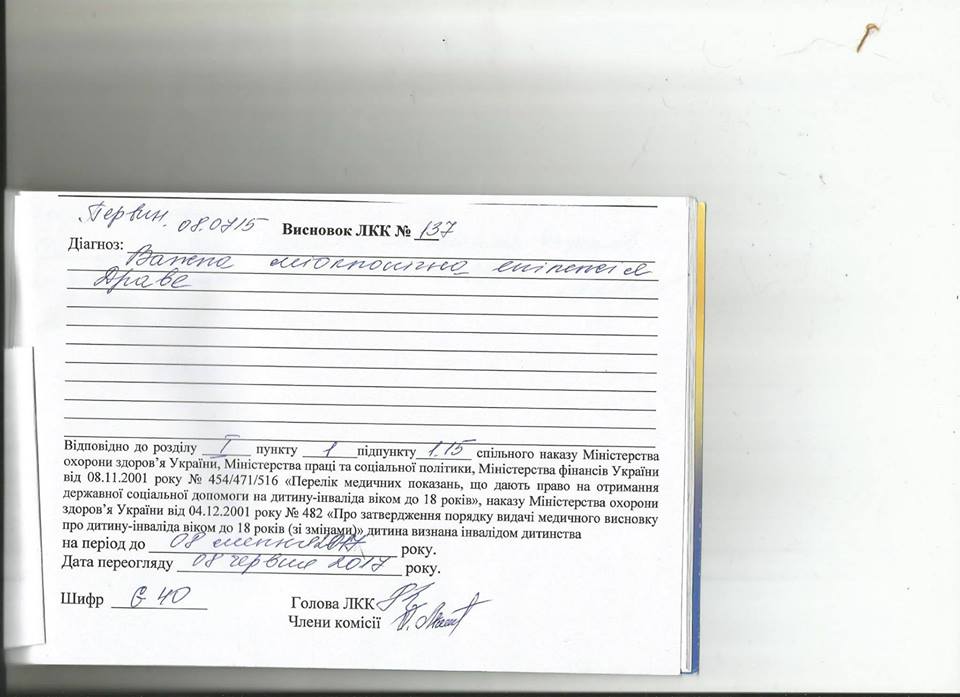 Первин. 08.0715 Висновок ЛКК № 137
Діагноз:
Важка міоклонічна епілепсія
Драве
Відповідно до розділу I пункту 1 підпункту 1.15 спільного наказу Міністерства
охорони здоров’я України, Міністерства праці та соціальної політики, Міністерства фінансів України
від 08.11.2001 року № 454/471/516 «Перелік медичних показань, що дають право на отримання
державної соціальної допомоги на дитину-інваліда віком до 18 років», наказу Міністерства охорони
здоров’я України від 04.12.2001 року № 482 «Про затвердження порядку видачі медичного висновку
про дитину-інваліда віком до 18 років (зі змінами)» дитина визнана інвалідом дитинства
на період до 08 липня 2017 року.
Дата переогляду 08 червня 2017 року.
Шифр G 40 Голова ЛКК
Члени комісії